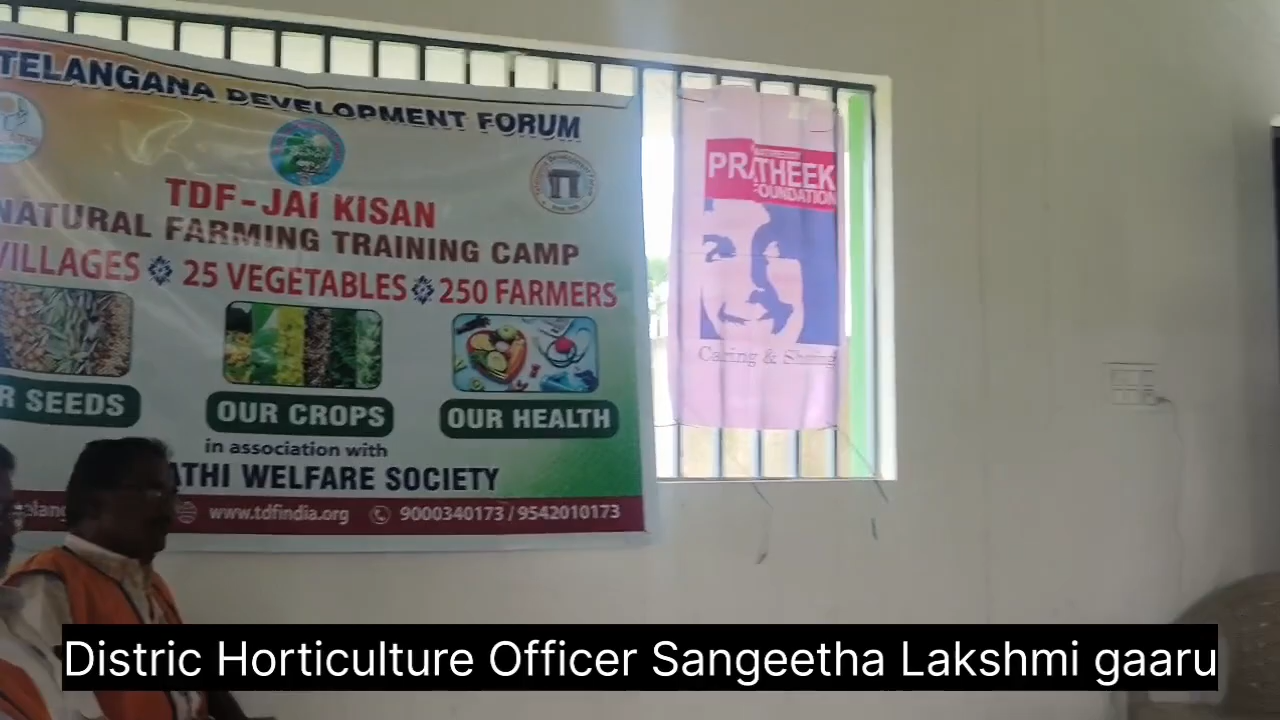 TELANGANA DEVELOPMENT FORUM
TDF-JAI KISAN
NATURAL FARMING TRAINING CAMP
VILLAGES 25 VEGETABLES 250 FARMERS
SEEDS
OUR CROPS
OUR HEALTH
in association with
WELFARE SOCIETY
www.tdfindia.org 9000340173 / 9542010173
PRATHEEK
FOUNDATION
Caring & Sharing
Distric Horticulture Officer Sangeetha Lakshmi gaaru